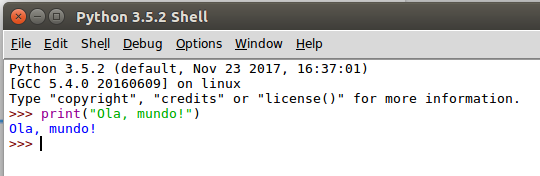 Python 3.5.2 Shell
File Edit Shell Debug Options Window Help
Python 3.5.2 (default, Nov 23 2017, 16:37:01)
[GCC 5.4.0 20160609] on linux
Type "copyright", "credits" or "license()" for more information.
>>> print("Ola, mundo!")
Ola, mundo!
>>>